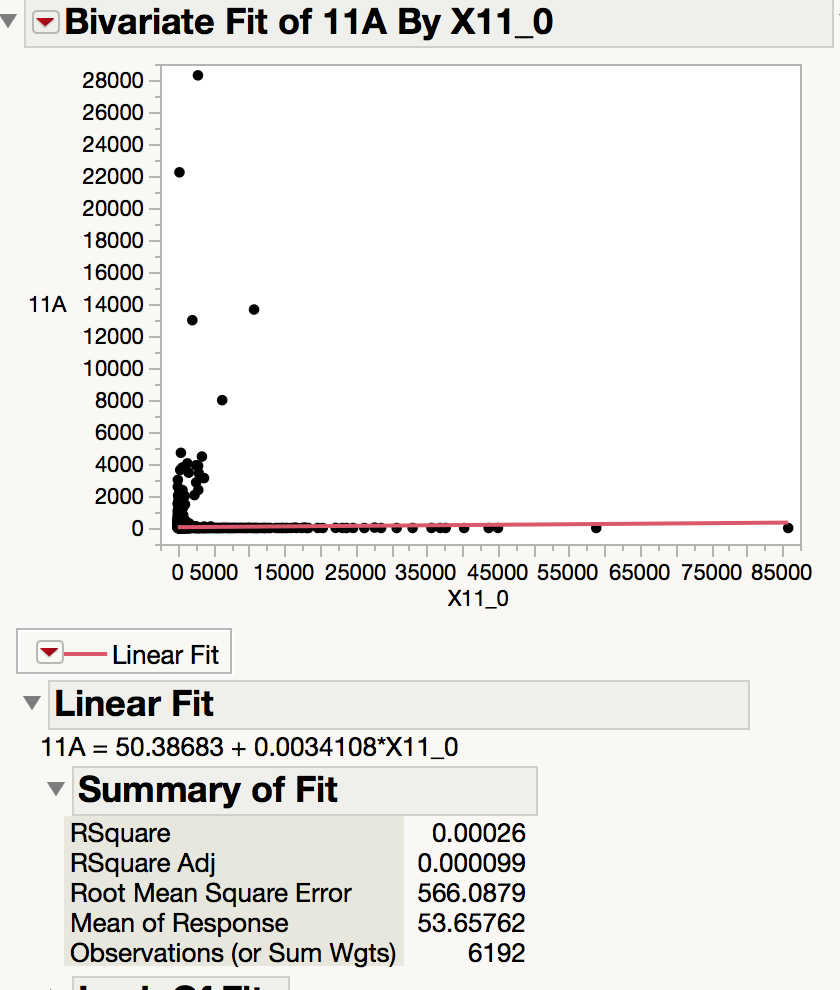 Bivariate Fit of 11A By X11_0
28000
26000
24000
22000
20000
18000
16000
11A 14000
12000
10000
8000
6000
4000
2000
0
0 5000 15000 25000 35000 45000 55000 65000 75000 85000
X11_0
Linear Fit
Linear Fit
11A = 50.38683 + 0.0034108*X11_0
Summary of Fit
RSquare 0.00026
RSquare Adj 0.000099
Root Mean Square Error 566.0879
Mean of Response 53.65762
Observations (or Sum Wgts) 6192